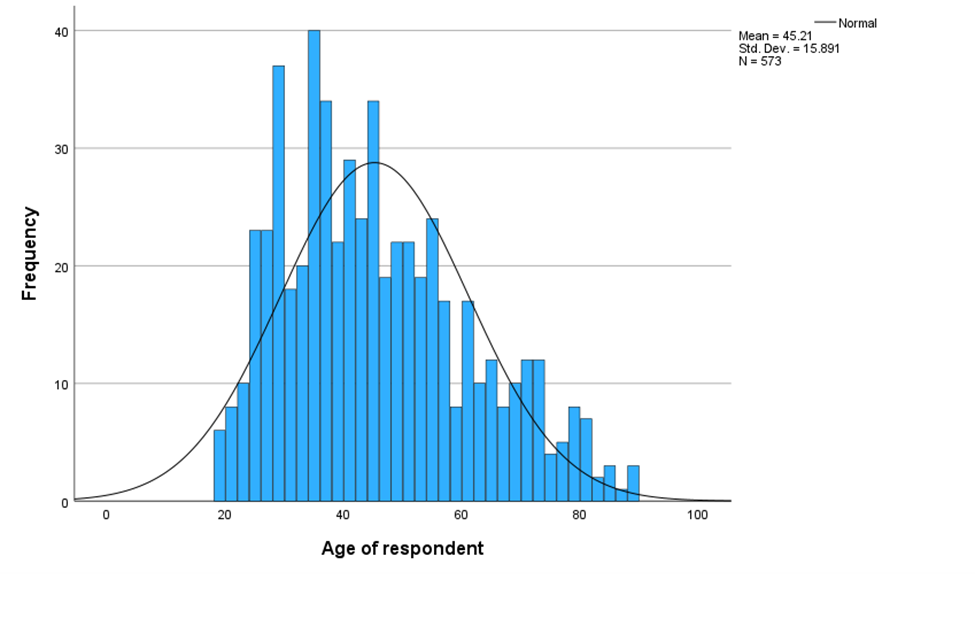 Normal
Mean = 45.21
Std. Dev. = 15.891
N = 573
40
30
20
10
0
Frequency
0 20 40 60 80 100
Age of respondent